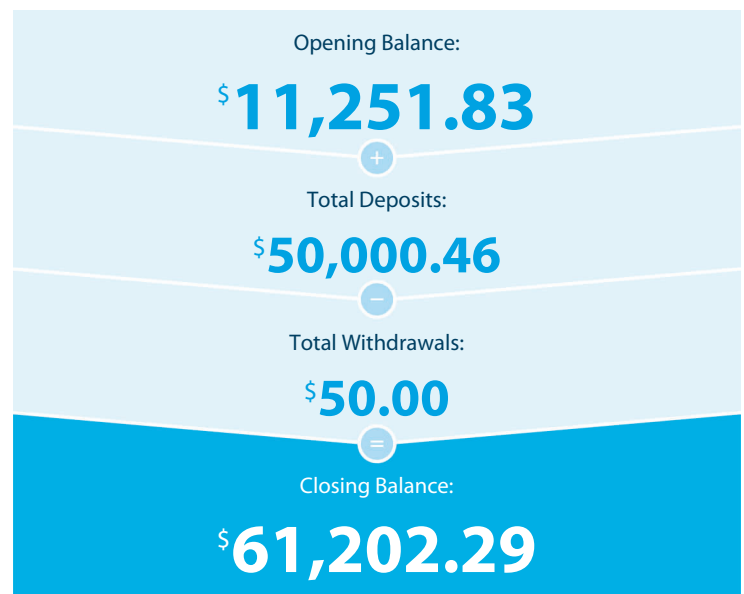 Opening Balance:
$11,251.83
+
Total Deposits:
$50,000.46
−
Total Withdrawals:
$50.00
=
Closing Balance:
$61,202.29